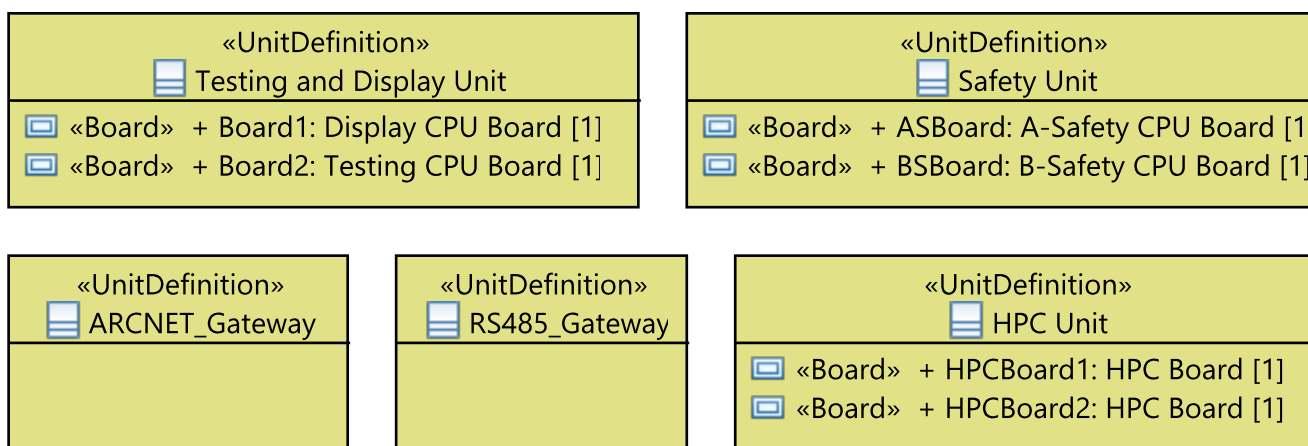 «UnitDefinition»
Testing and Display Unit
«Board» + Board1: Display CPU Board [1]
«Board» + Board2: Testing CPU Board [1]
«UnitDefinition»
Safety Unit
«Board» + ASBoard: A-Safety CPU Board [1
«Board» + BSBoard: B-Safety CPU Board [1]
«UnitDefinition»
ARCNET_Gateway
«UnitDefinition»
RS485_Gateway
«UnitDefinition»
HPC Unit
«Board» + HPCBoard1: HPC Board [1]
«Board» + HPCBoard2: HPC Board [1]